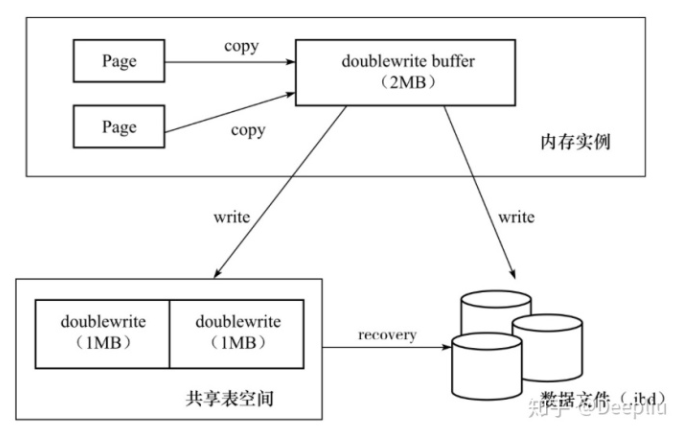 Page
copy
doublewrite buffer
（2MB）
Page
copy
内存实例
write
write
doublewrite
（1MB）
doublewrite
（1MB）
recovery
共享表空间
数据文件（.ibd）
知乎 @Deepliu